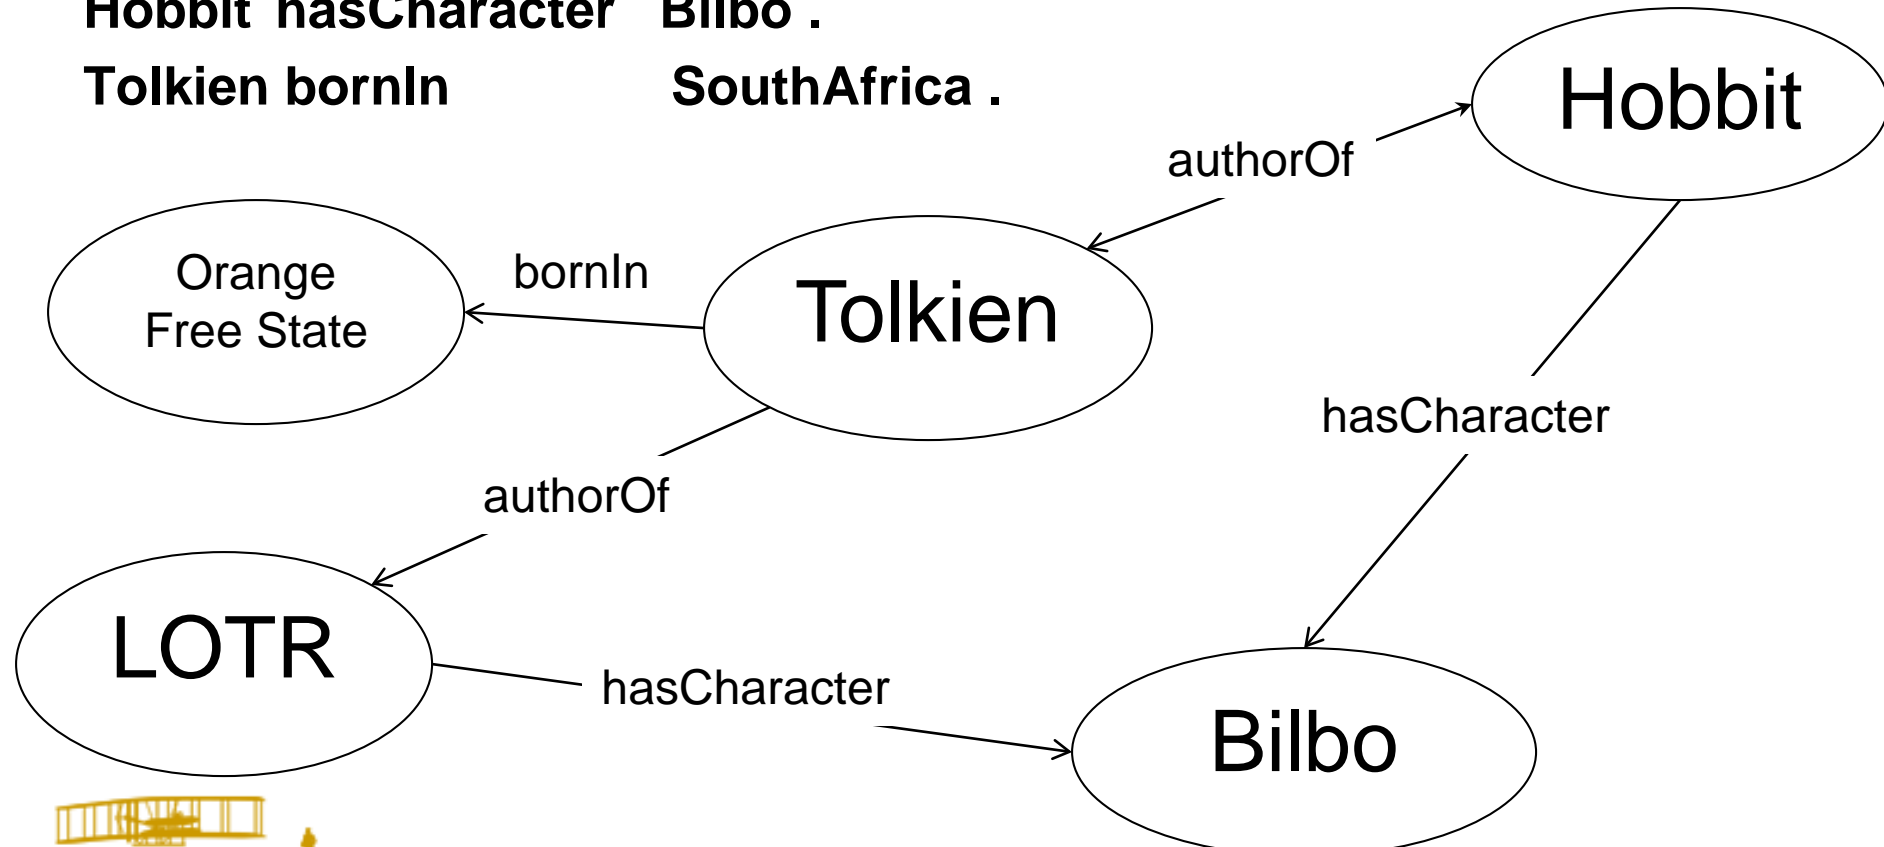 Hobbit hasCharacter Bilbo .
Tolkien bornIn SouthAfrica .
Hobbit
authorOf
Orange
Free State
bornIn
Tolkien
hasCharacter
authorOf
LOTR
hasCharacter
Bilbo